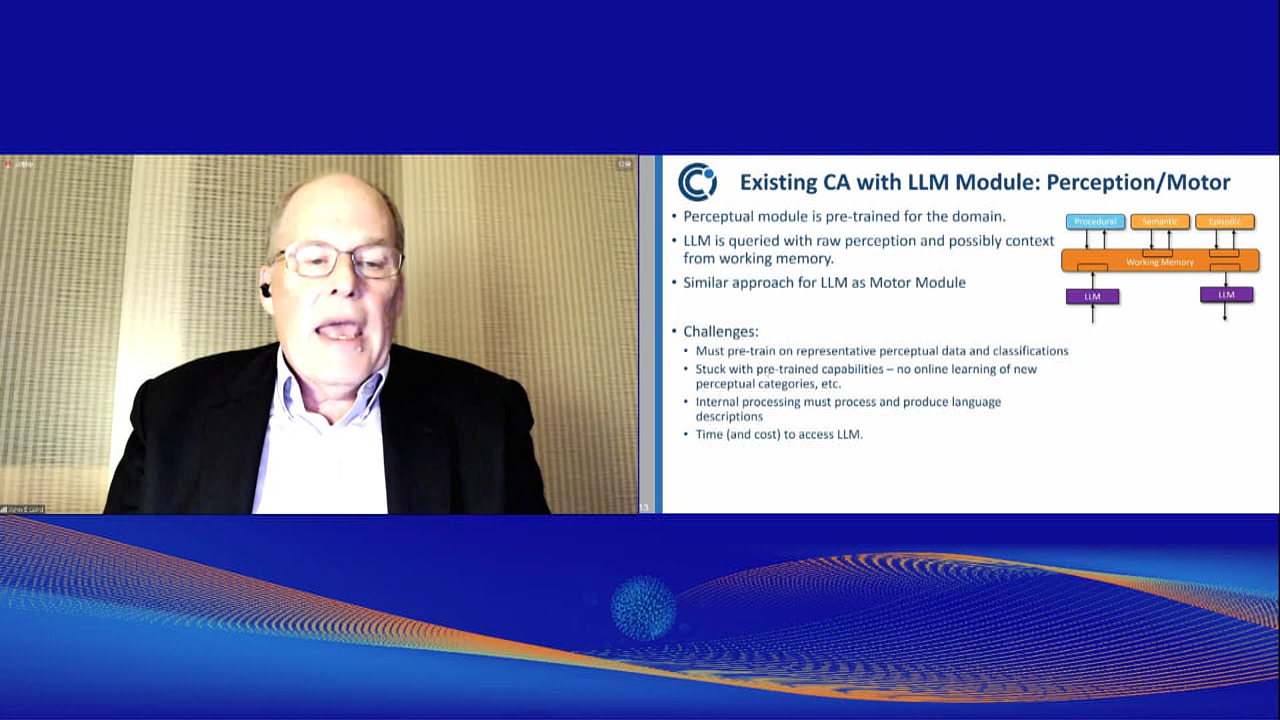 John E Laird
Existing CA with LLM Module: Perception/Motor
• Perceptual module is pre-trained for the domain.
• LLM is queried with raw perception and possibly context
from working memory.
• Similar approach for LLM as Motor Module
• Challenges:
• Must pre-train on representative perceptual data and classifications
• Stuck with pre-trained capabilities – no online learning of new
perceptual categories, etc.
• Internal processing must process and produce language
descriptions
• Time (and cost) to access LLM.
Procedural
Semantic
Episodic
Working Memory
LLM
LLM